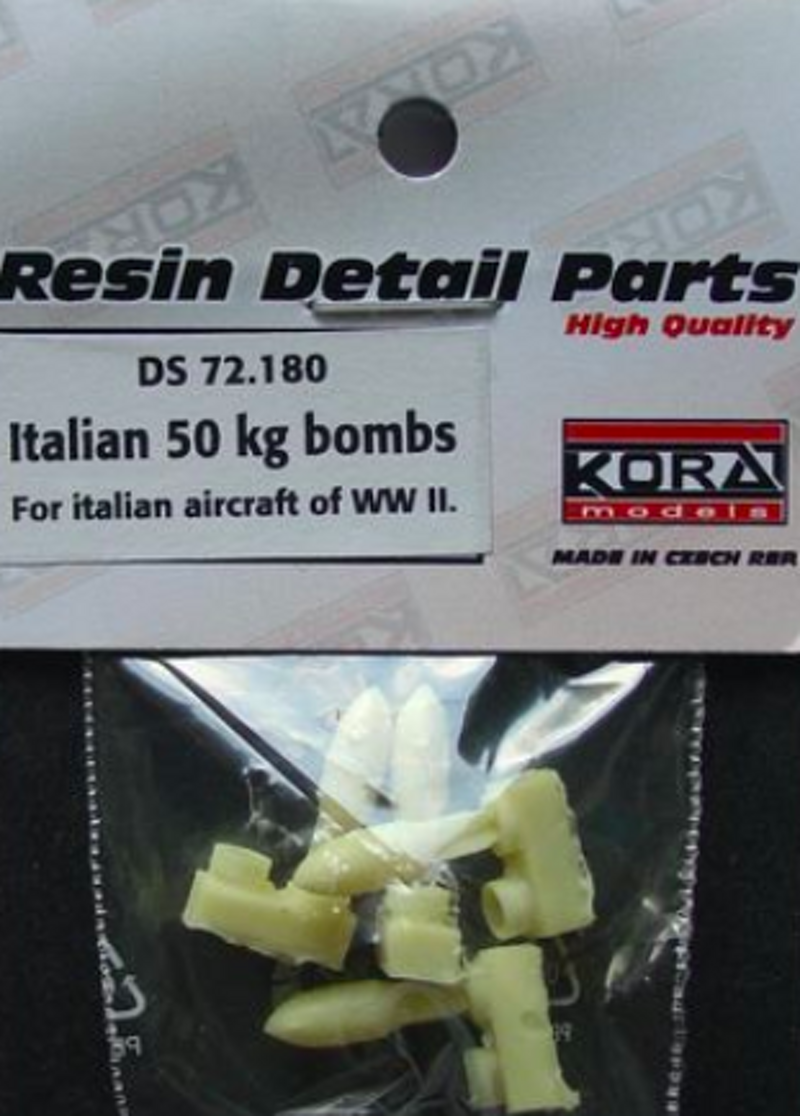 Resin Detail Parts
High Quality
DS 72.180
Italian 50 kg bombs
For italian aircraft of WW II.
KORA
models
MADE IN CZECH RBR